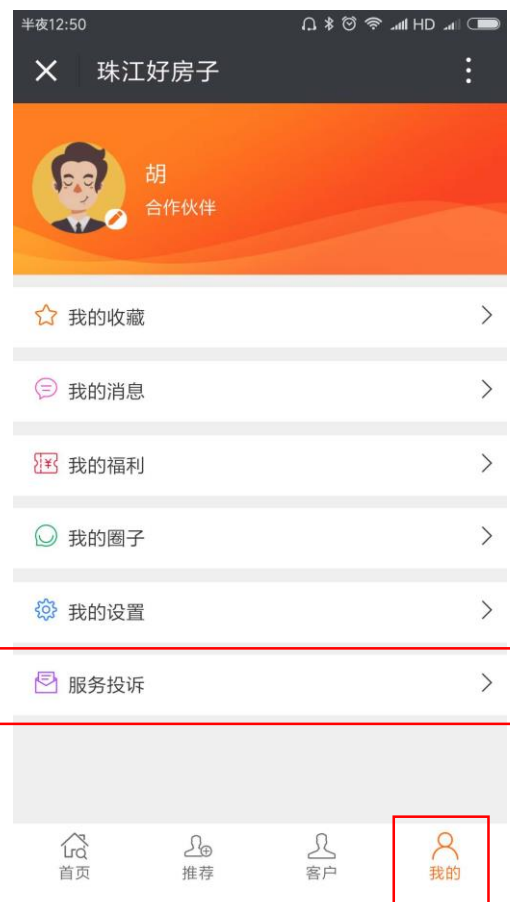 半夜12:50 HD
珠江好房子
胡
合作伙伴
我的收藏
我的消息
我的福利
我的圈子
我的设置
服务投诉
首页 推荐 客户 我的